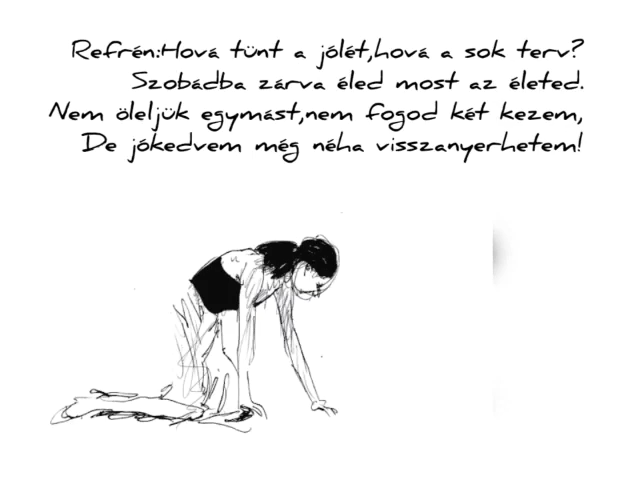 Refrén:Hová tünt a jólét,hová a sok terv?
Szobádba zárva éled most az életed.
Nem öleljük egymást,nem fogod két kezem,
De jókedvem még néha visszanyerhetem!